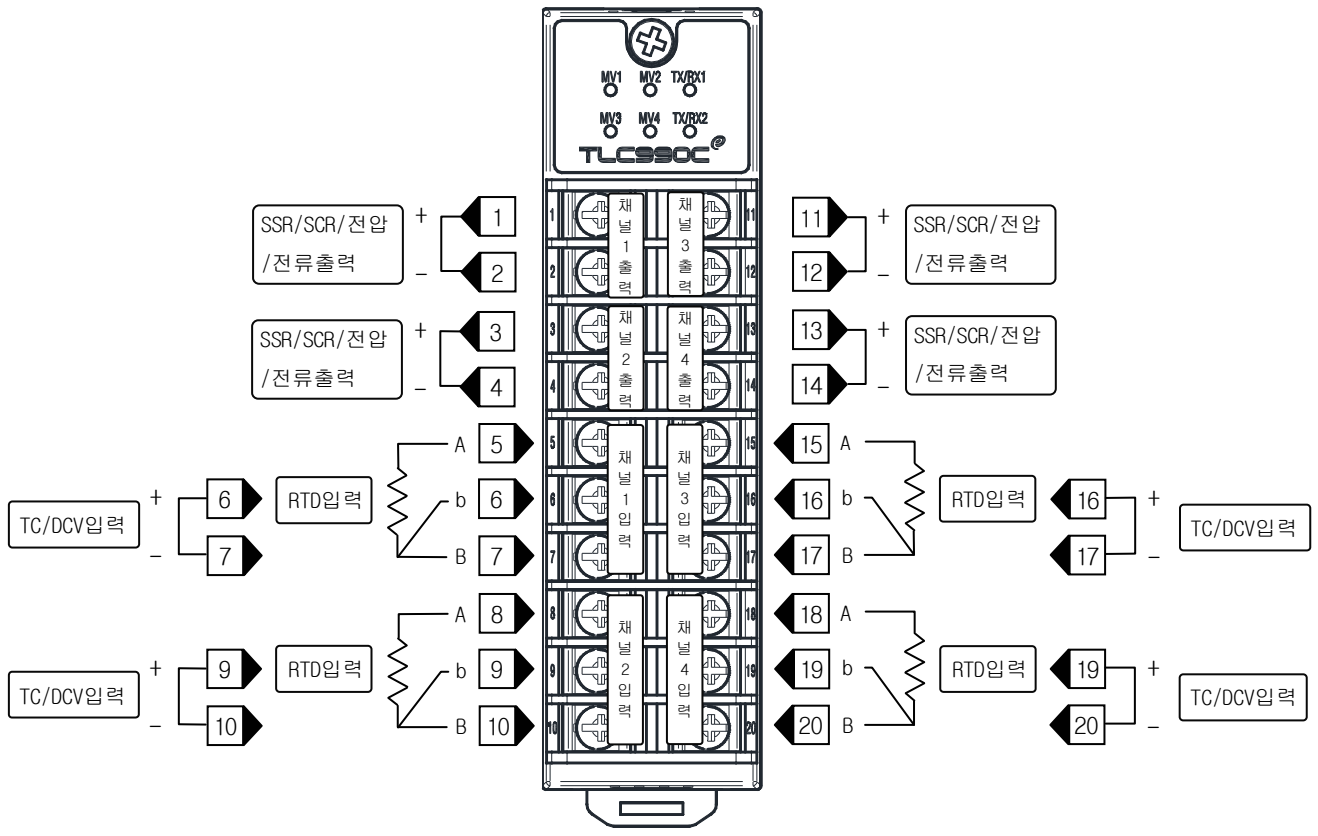 MV1 MV2 TX/RX1
MV3 MV4 TX/RX2
TLC990C e
SSR/SCR/전압
/전류출력
+
-
1
2
SSR/SCR/전압
/전류출력
+
-
3
4
TC/DCV입력
+
-
6
7
RTD입력
A
b
B
5
6
7
TC/DCV입력
+
-
9
10
RTD입력
A
b
B
8
9
10
1
2
3
4
5
6
7
8
9
10
채널1출력
채널2출력
채널1입력
채널2입력
채널3출력
채널4출력
채널3입력
채널4입력
11
12
13
14
15
16
17
18
19
20
11
12
+
-
SSR/SCR/전압
/전류출력
13
14
+
-
SSR/SCR/전압
/전류출력
15
16
17
A
b
B
RTD입력
16
17
+
-
TC/DCV입력
18
19
20
A
b
B
RTD입력
19
20
+
-
TC/DCV입력